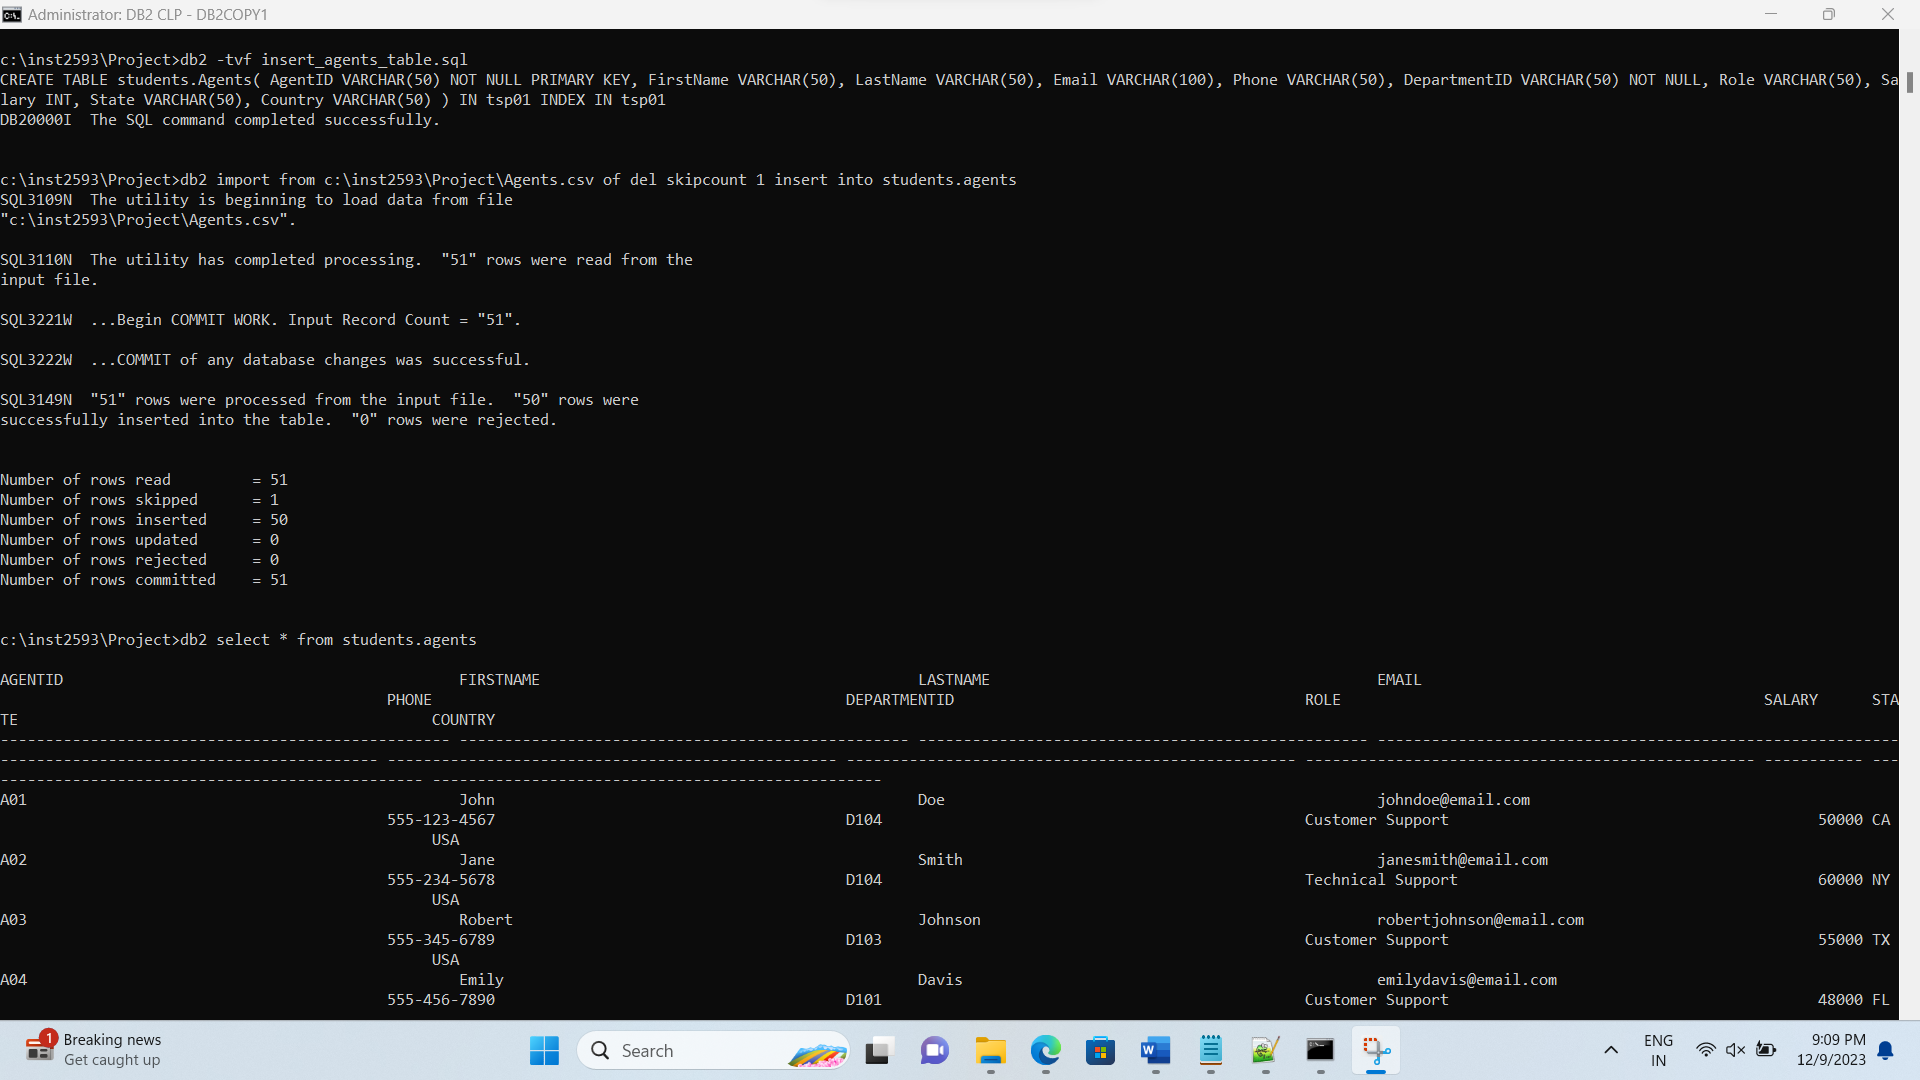 Administrator: DB2 CLP - DB2COPY1
c:\inst2593\Project>db2 -tvf insert_agents_table.sql
CREATE TABLE students.Agents( AgentID VARCHAR(50) NOT NULL PRIMARY KEY, FirstName VARCHAR(50), LastName VARCHAR(50), Email VARCHAR(100), Phone VARCHAR(50), DepartmentID VARCHAR(50) NOT NULL, Role VARCHAR(50), Sa
lary INT, State VARCHAR(50), Country VARCHAR(50) ) IN tsp01 INDEX IN tsp01
DB20000I  The SQL command completed successfully.
c:\inst2593\Project>db2 import from c:\inst2593\Project\Agents.csv of del skipcount 1 insert into students.agents
SQL3109N  The utility is beginning to load data from file
"c:\inst2593\Project\Agents.csv".
SQL3110N  The utility has completed processing.  "51" rows were read from the
input file.
SQL3221W  ...Begin COMMIT WORK. Input Record Count = "51".
SQL3222W  ...COMMIT of any database changes was successful.
SQL3149N  "51" rows were processed from the input file.  "50" rows were
successfully inserted into the table.  "0" rows were rejected.
Number of rows read         = 51
Number of rows skipped      = 1
Number of rows inserted     = 50
Number of rows updated      = 0
Number of rows rejected     = 0
Number of rows committed    = 51
c:\inst2593\Project>db2 select * from students.agents
AGENTID FIRSTNAME LASTNAME EMAIL
PHONE DEPARTMENTID ROLE SALARY STA
TE COUNTRY
A01 John Doe johndoe@email.com
555-123-4567 D104 Customer Support 50000 CA
USA
A02 Jane Smith janesmith@email.com
555-234-5678 D104 Technical Support 60000 NY
USA
A03 Robert Johnson robertjohnson@email.com
555-345-6789 D103 Customer Support 55000 TX
USA
A04 Emily Davis emilydavis@email.com
555-456-7890 D101 Customer Support 48000 FL
1 Breaking news
Get caught up
Search
ENG
IN
9:09 PM
12/9/2023